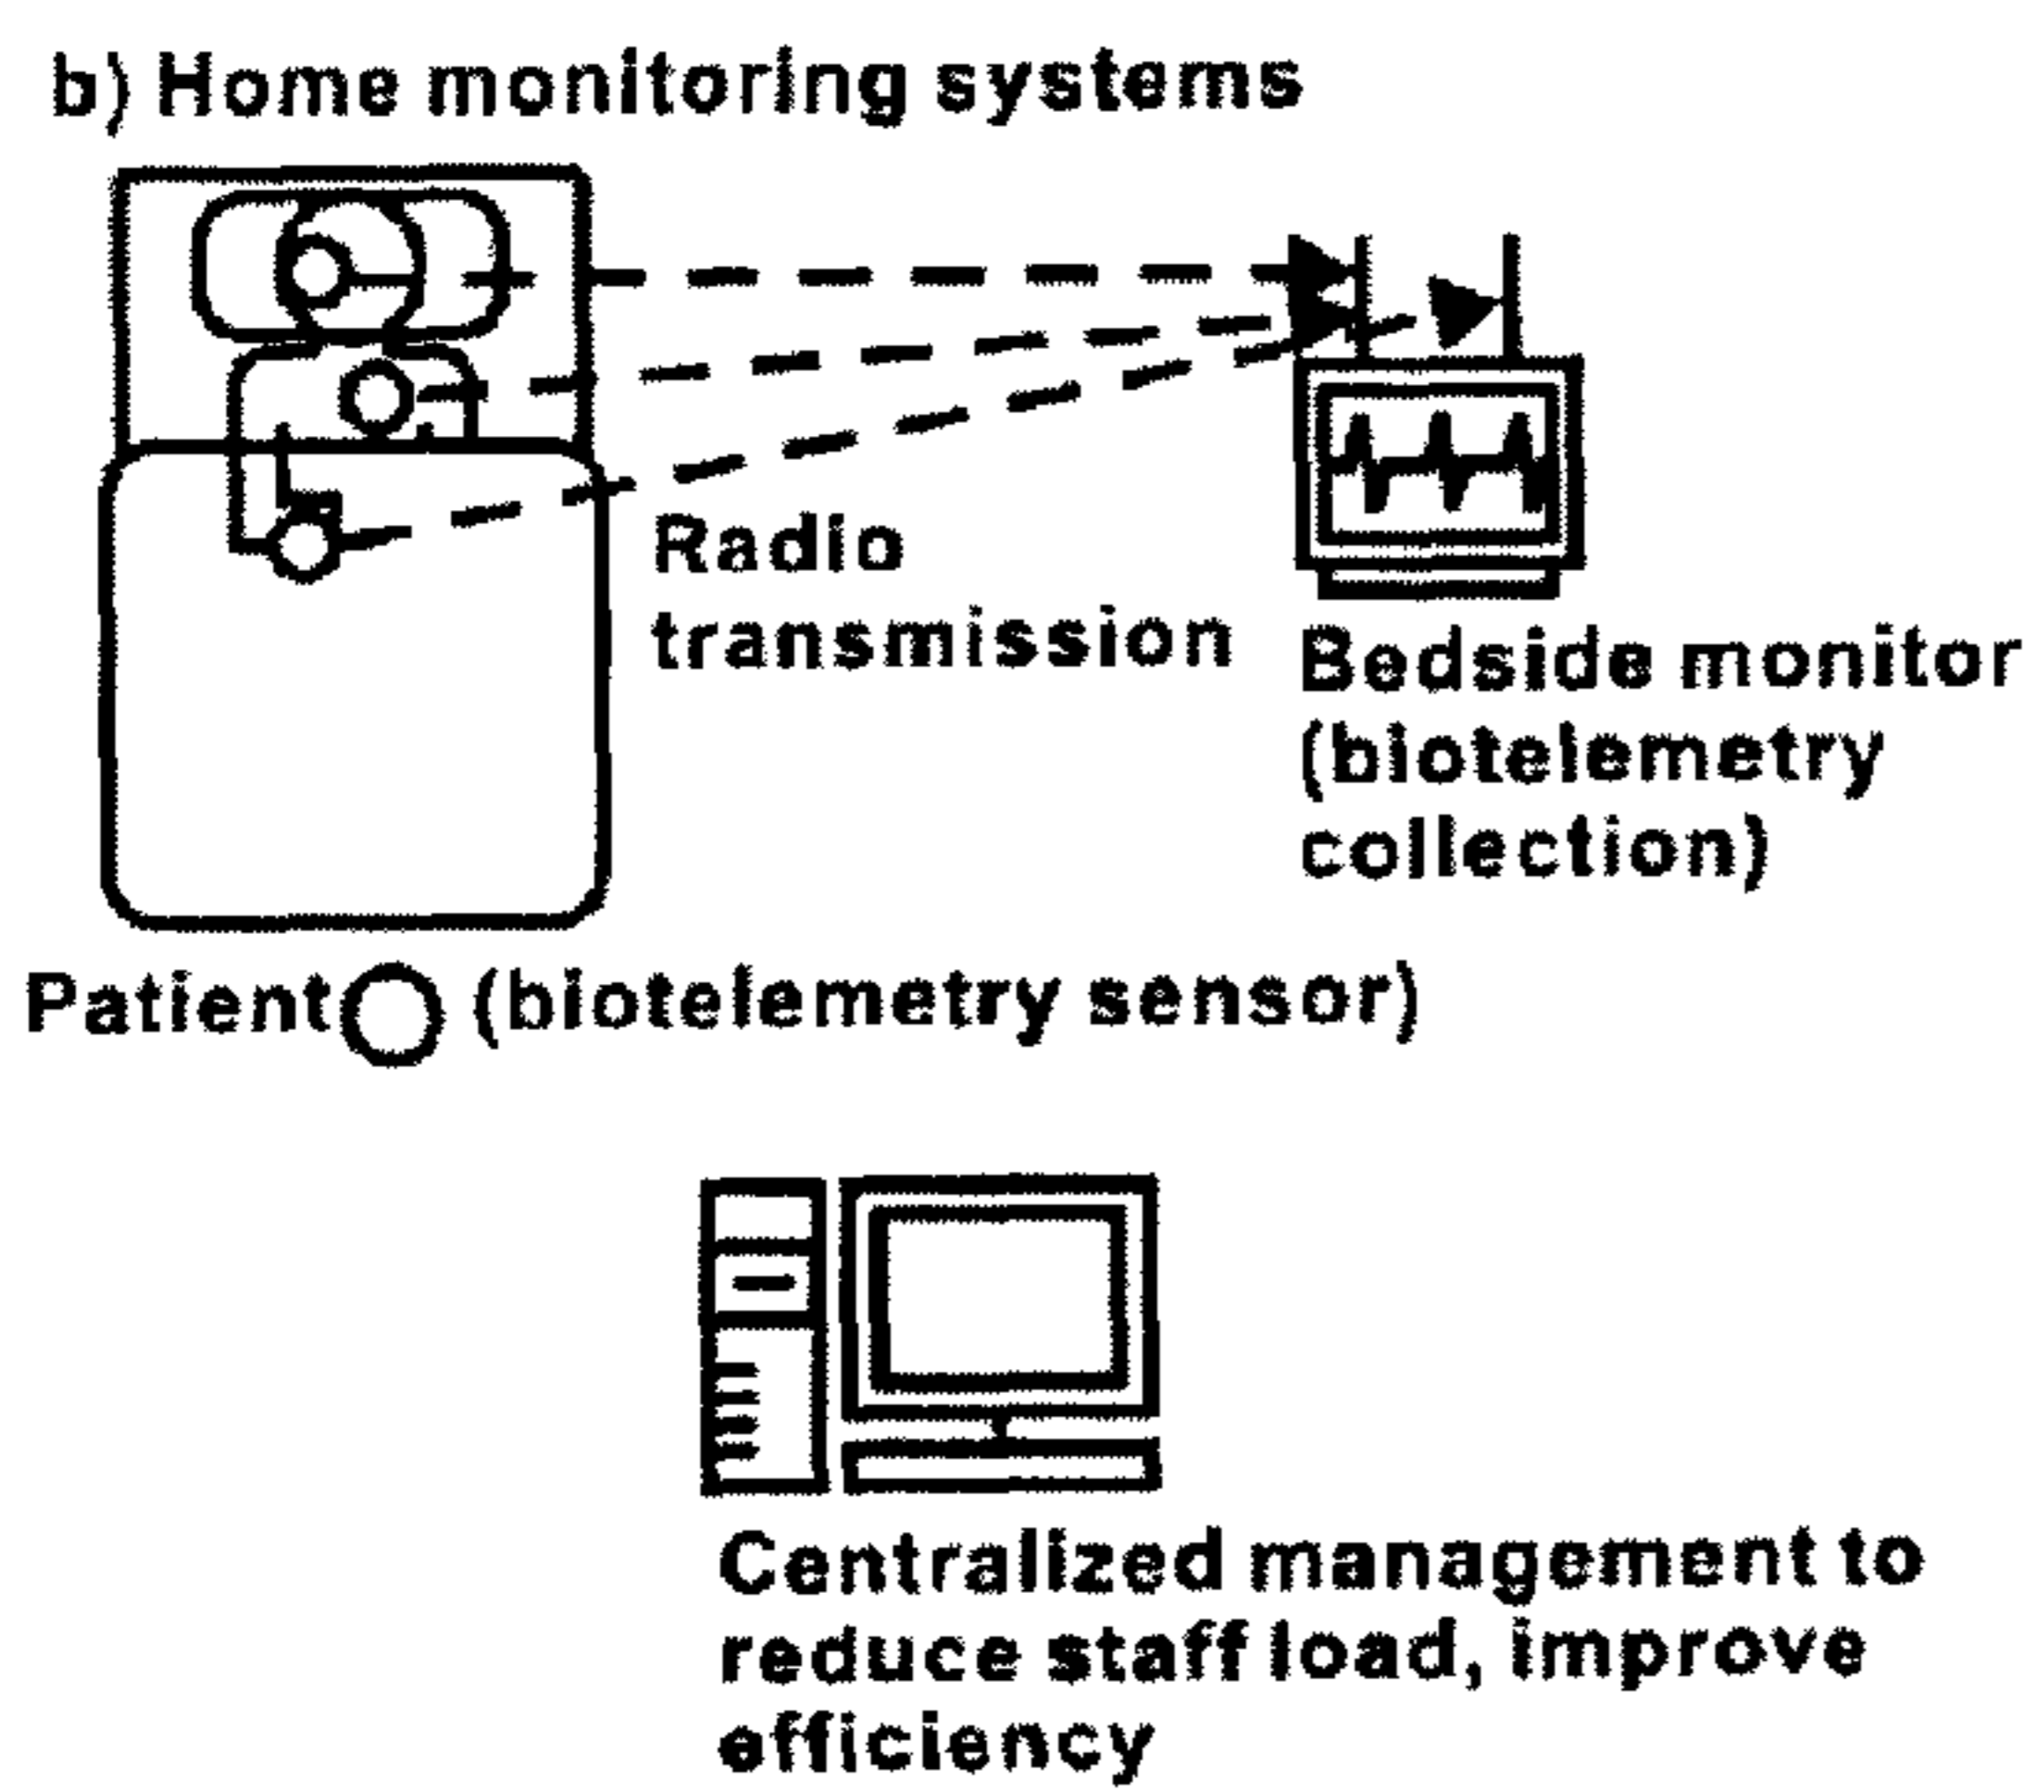 b) Home monitoring systems
Radio
transmission
Bedside monitor
(biotelemetry
collection)
Patient (biotelemetry sensor)
Centralized management to
reduce staff load, improve
efficiency